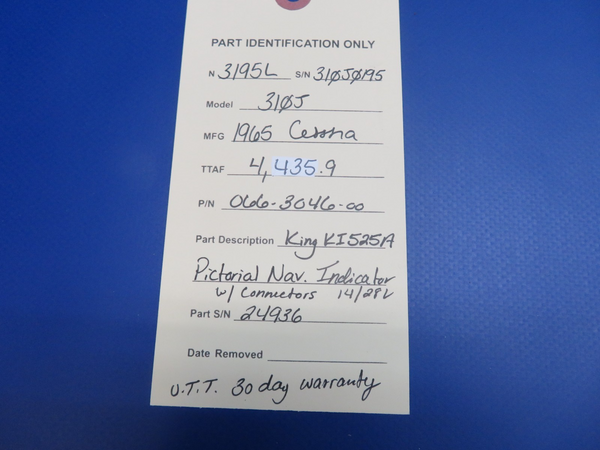 PART IDENTIFICATION ONLY
N 3195L S/N 310J0195
Model 310J
MFG 1965 Cessna
TTAF 4,435.9
P/N 066-3046-00
Part Description King KI525A
Pictorial Nav. Indicator
w/ Connectors 14/28V
Part S/N 24936
Date Removed
U.T.T. 30 day warranty